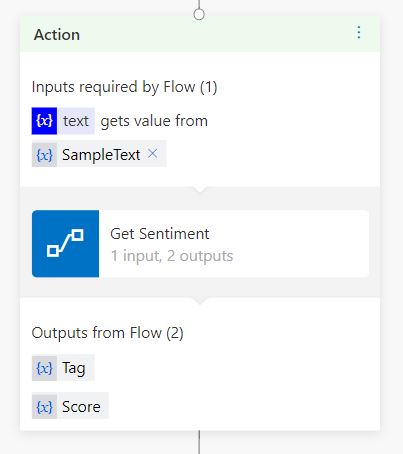 Action
Inputs required by Flow (1)
{x} text gets value from
{x} SampleText ×
Get Sentiment
1 input, 2 outputs
Outputs from Flow (2)
{x} Tag
{x} Score